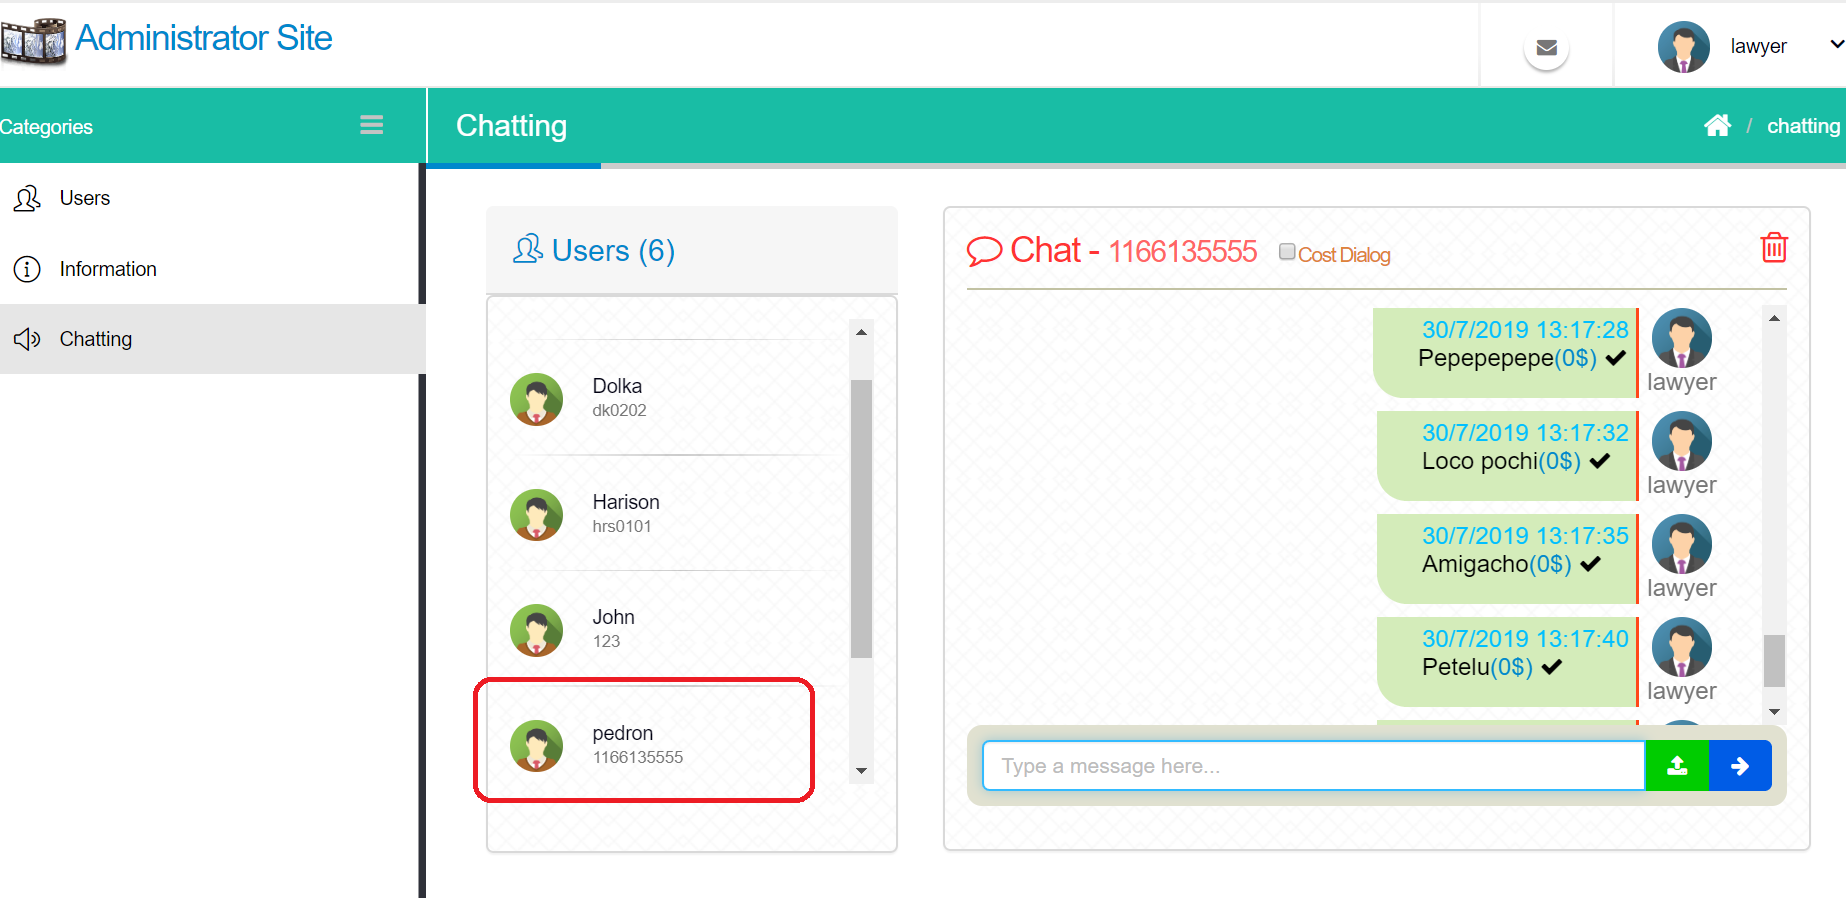 Administrator Site
lawyer
Categories
Chatting
/ chatting
Users
Information
Chatting
Users (6)
Dolka
dk0202
Harison
hrs0101
John
123
pedron
1166135555
Chat - 1166135555
Cost Dialog
30/7/2019 13:17:28
Pepepepepe(0$)
lawyer
30/7/2019 13:17:32
Loco pochi(0$)
lawyer
30/7/2019 13:17:35
Amigacho(0$)
lawyer
30/7/2019 13:17:40
Petelu(0$)
lawyer
Type a message here...